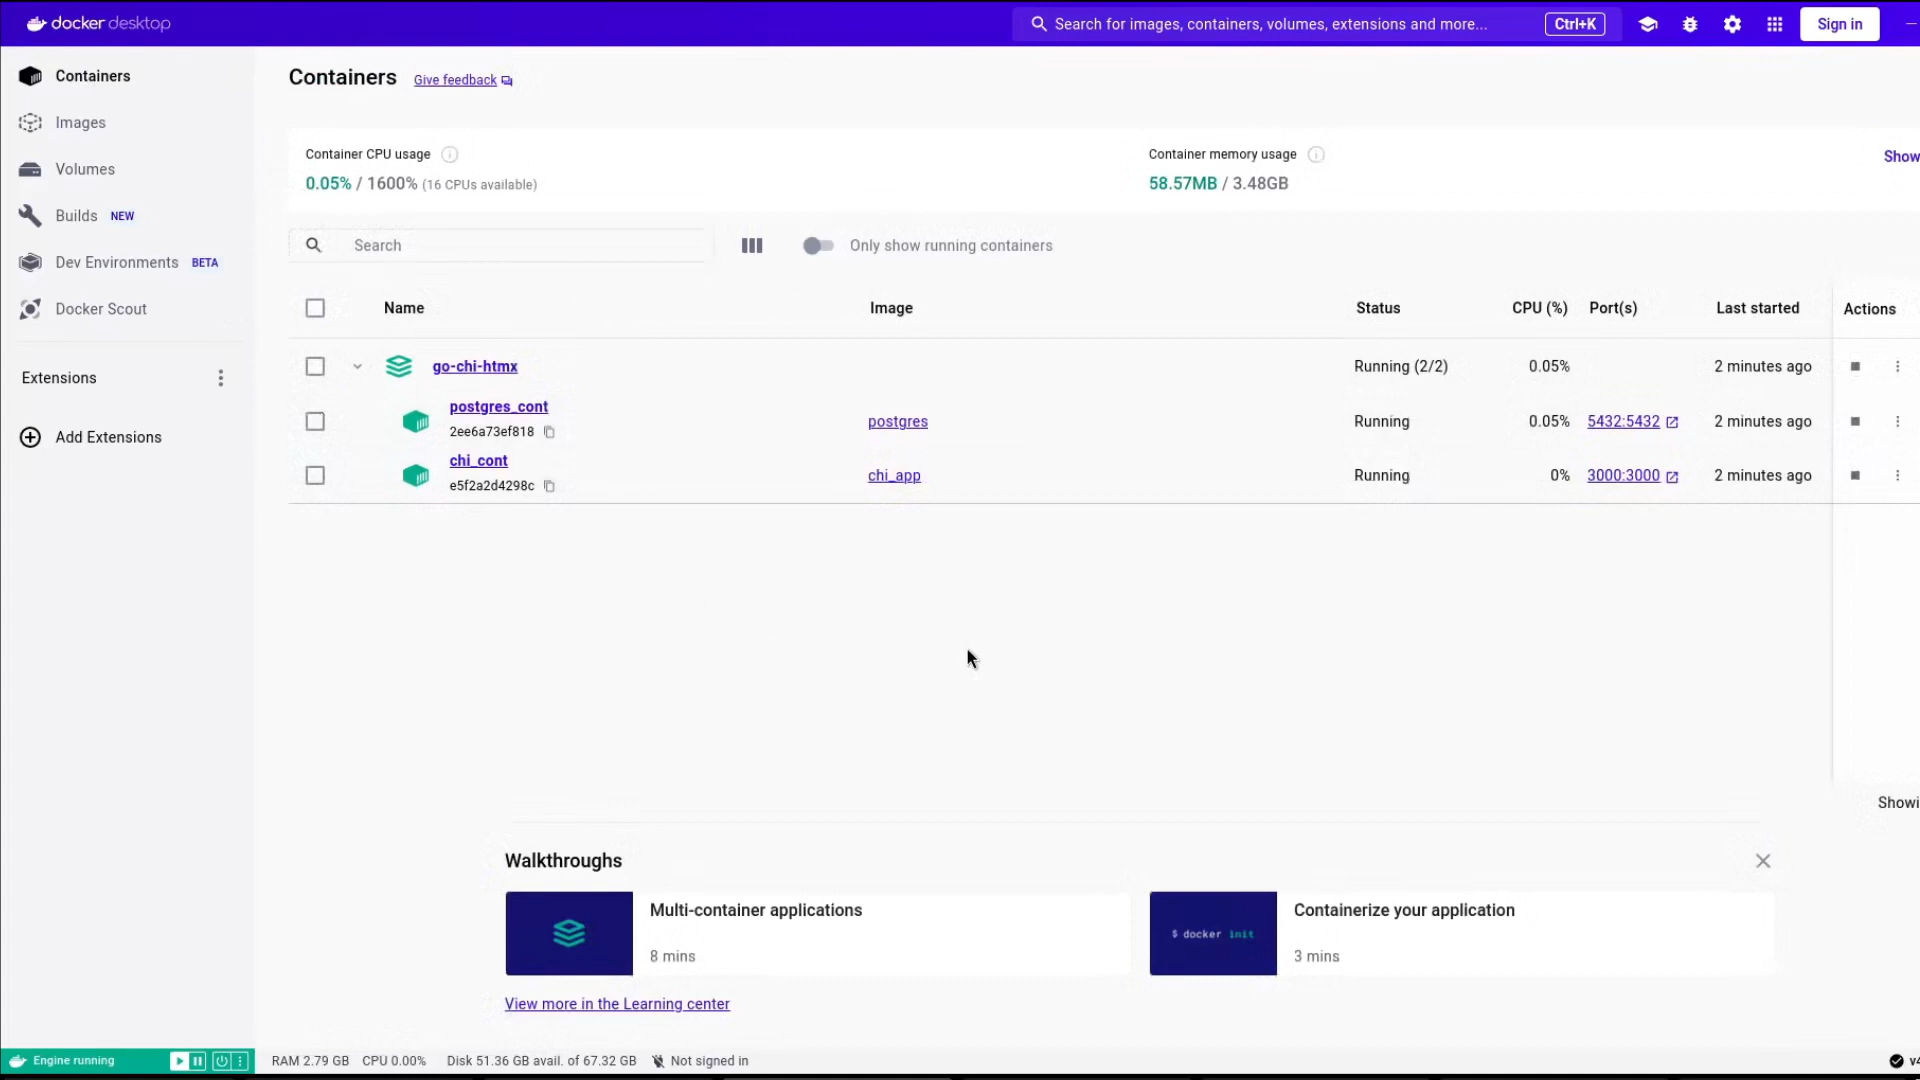 docker desktop
Search for images, containers, volumes, extensions and more... Ctrl+K
Sign in
Containers
Images
Volumes
Builds NEW
Dev Environments BETA
Docker Scout
Extensions
Add Extensions
Containers Give feedback
Container CPU usage
0.05% / 1600% (16 CPUs available)
Container memory usage
58.57MB / 3.48GB
Show
Search
Only show running containers
Name Image Status CPU (%) Port(s) Last started Actions
go-chi-htmx Running (2/2) 0.05% 2 minutes ago
postgres_cont
2ee6a73ef818
postgres Running 0.05% 5432:5432 2 minutes ago
chi_cont
e5f2a2d4298c
chi_app Running 0% 3000:3000 2 minutes ago
Showi
Walkthroughs
Multi-container applications
8 mins
$ docker init
Containerize your application
3 mins
View more in the Learning center
Engine running
RAM 2.79 GB CPU 0.00% Disk 51.36 GB avail. of 67.32 GB Not signed in
v4